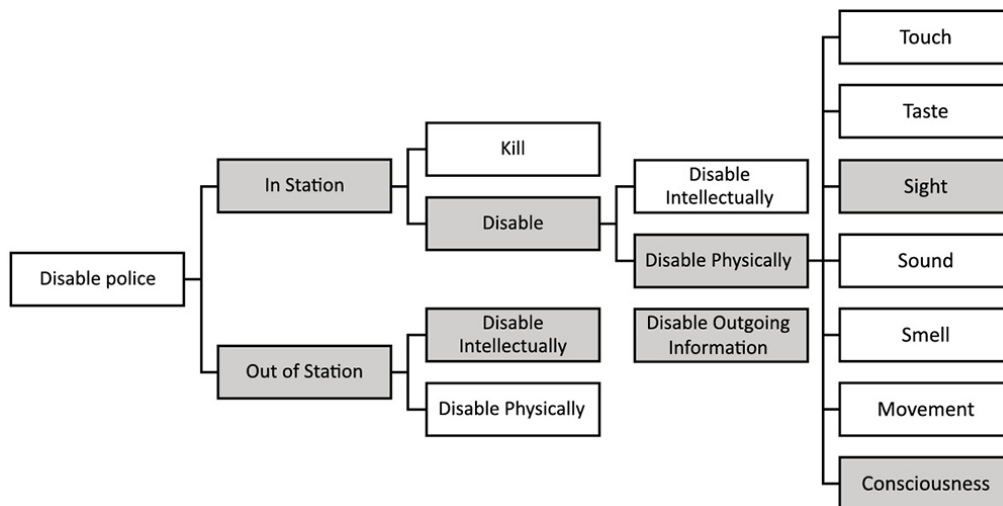 Disable police
In Station
Out of Station
Kill
Disable
Disable
Intellectually
Disable Physically
Disable
Intellectually
Disable Physically
Disable Outgoing
Information
Touch
Taste
Sight
Sound
Smell
Movement
Consciousness